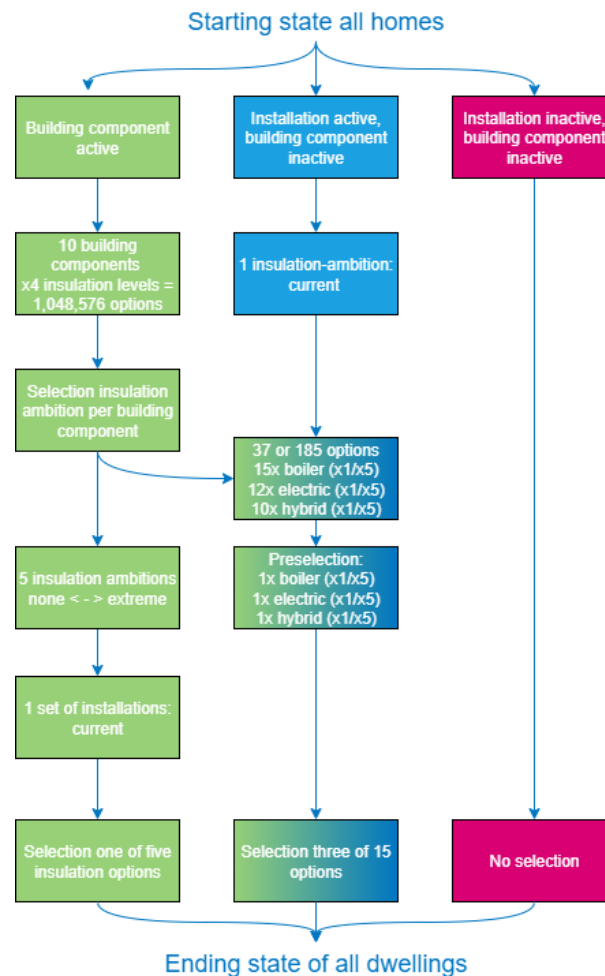 Starting state all homes
Building component
active
Installation active,
building component
inactive
Installation inactive,
building component
inactive
10 building
components
x4 insulation levels =
1,048,576 options
1 insulation-ambition:
current
Selection insulation
ambition per building
component
37 or 185 options
15x boiler (x1/x5)
12x electric (x1/x5)
10x hybrid (x1/x5)
5 insulation ambitions
none < - > extreme
Preselection:
1x boiler (x1/x5)
1x electric (x1/x5)
1x hybrid (x1/x5)
1 set of installations:
current
Selection one of five
insulation options
Selection three of 15
options
No selection
Ending state of all dwellings